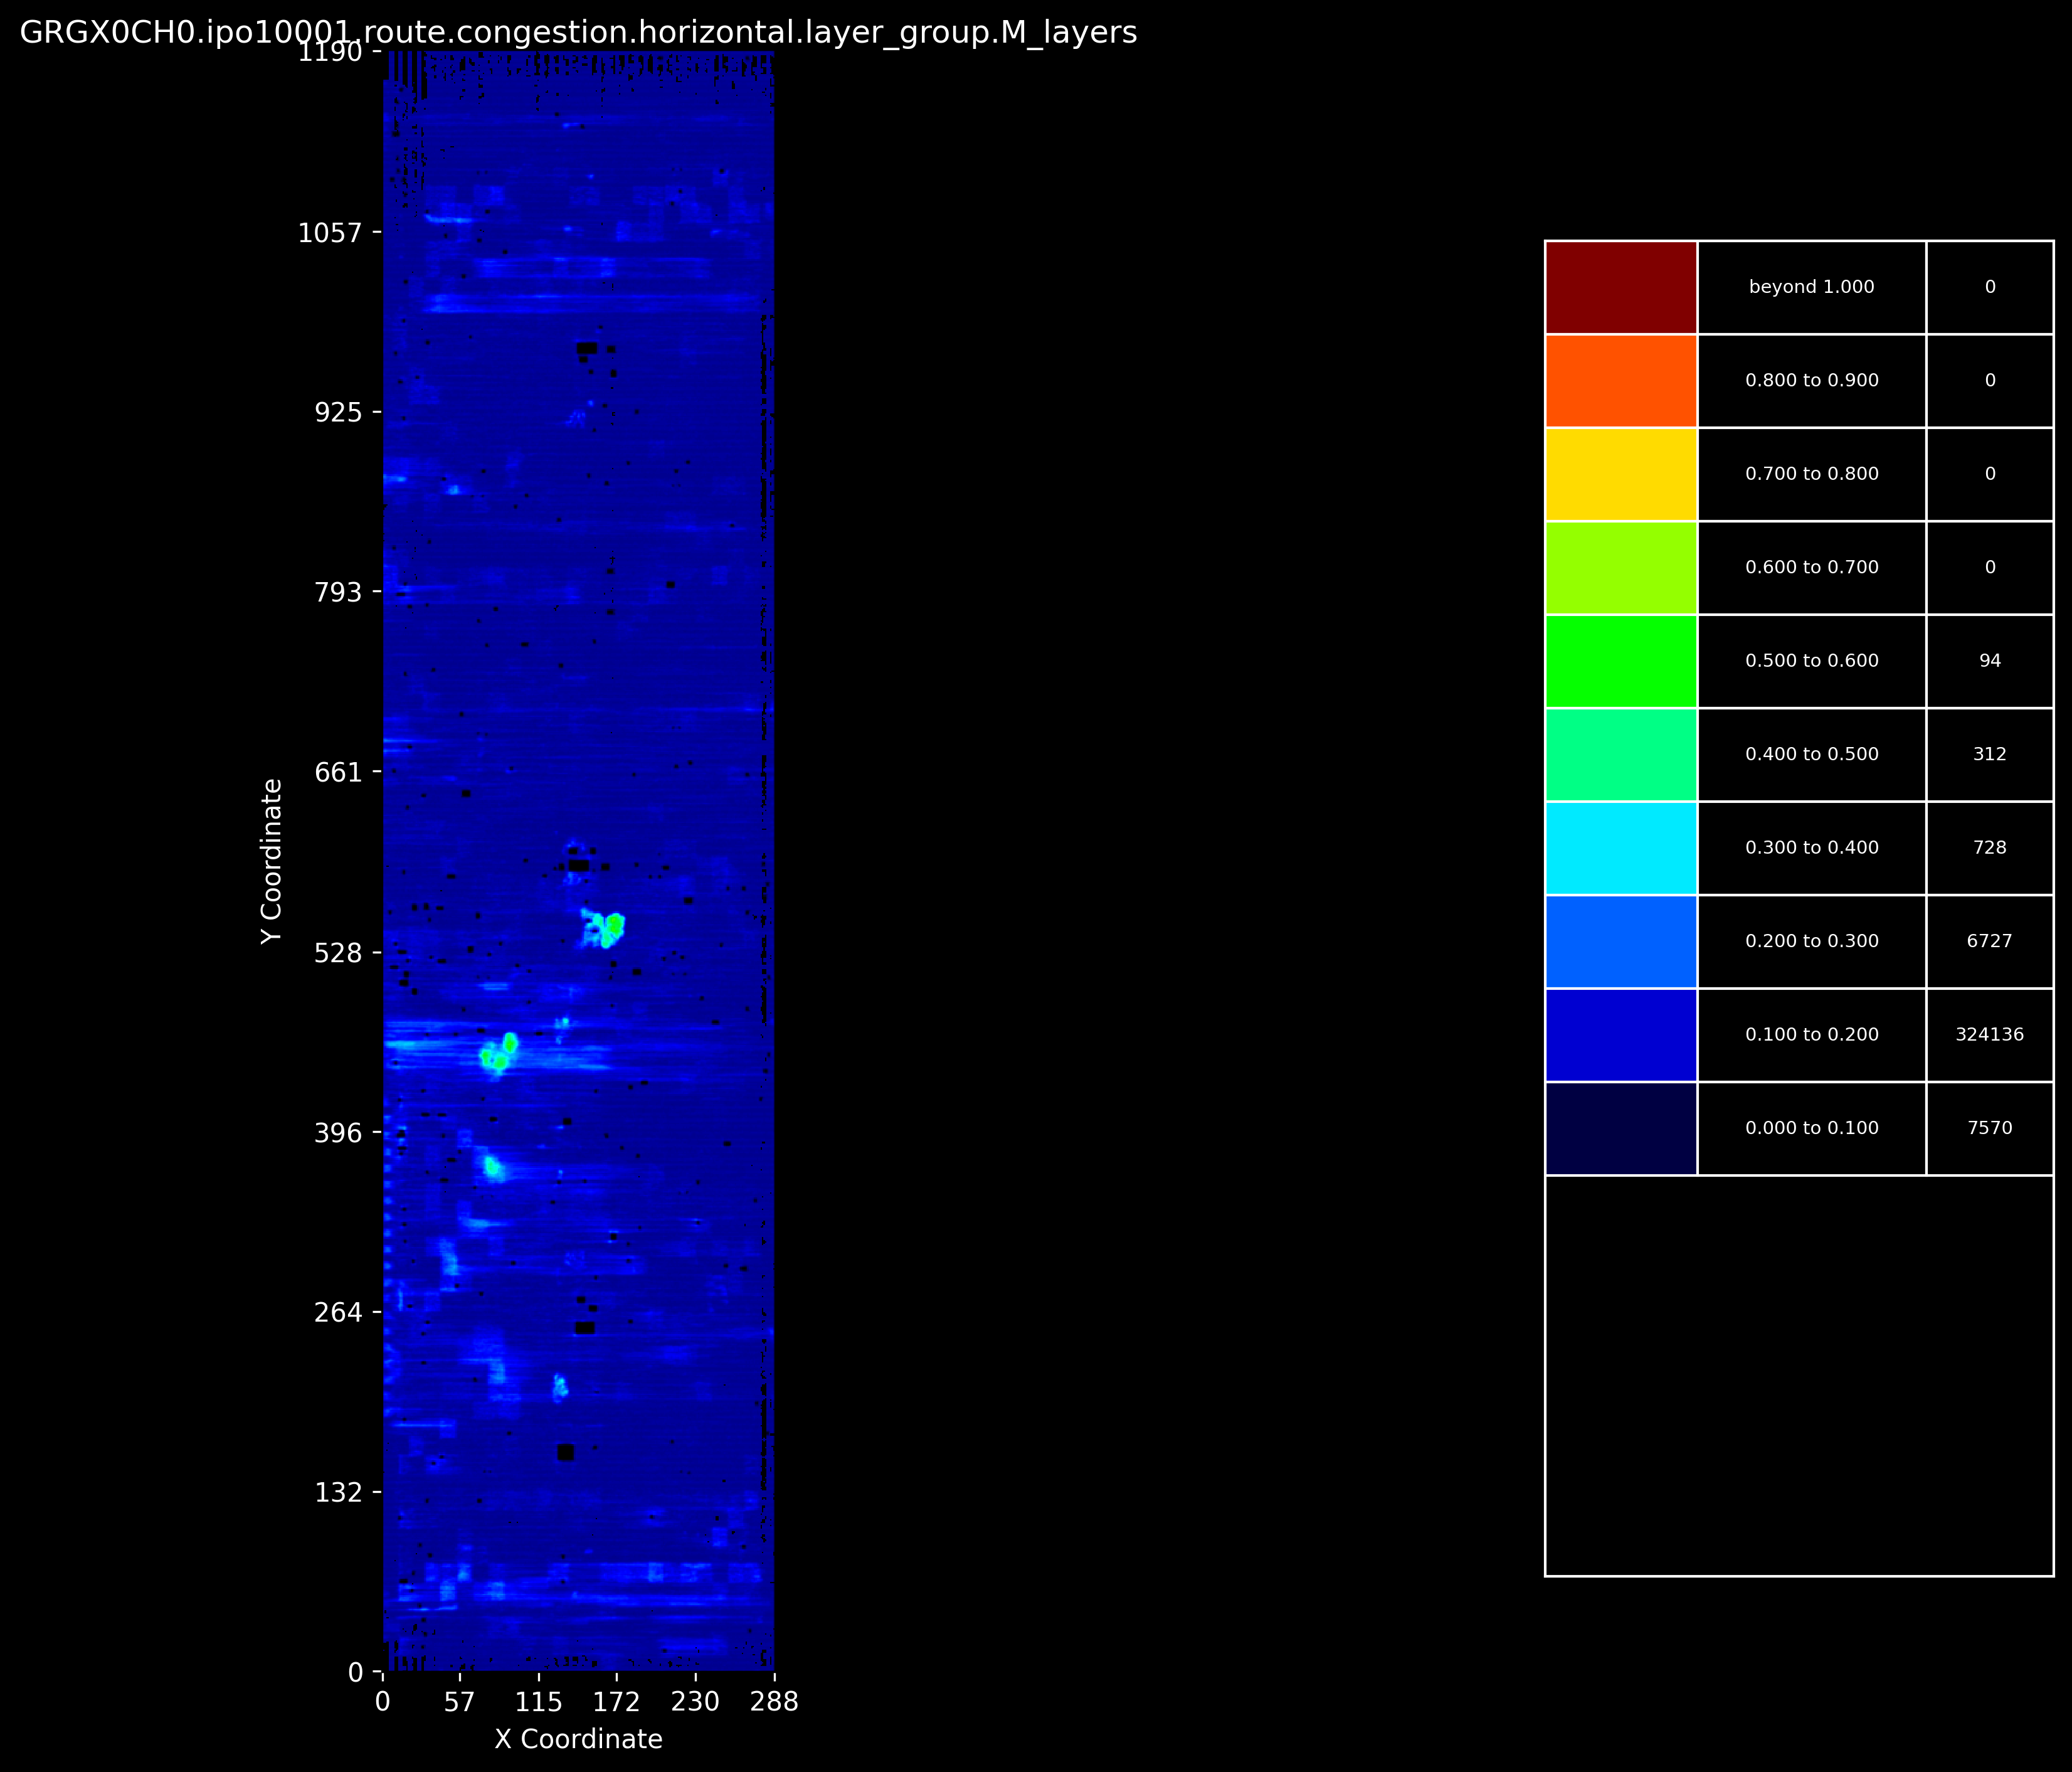 GRGX0CH0.ipo10001.route.congestion.horizontal.layer_group.M_layers
1190
1057
925
793
661
528
396
264
132
0
Y Coordinate
0 57 115 172 230 288
X Coordinate
beyond 1.000 0
0.800 to 0.900 0
0.700 to 0.800 0
0.600 to 0.700 0
0.500 to 0.600 94
0.400 to 0.500 312
0.300 to 0.400 728
0.200 to 0.300 6727
0.100 to 0.200 324136
0.000 to 0.100 7570